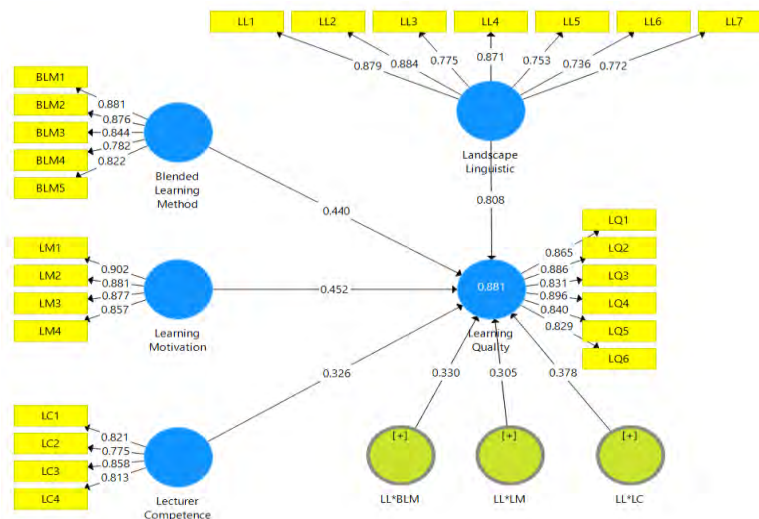 LL1 LL2 LL3 LL4 LL5 LL6 LL7
0.879 0.884 0.775 0.871 0.753 0.736 0.772
Landscape
Linguistic
BLM1
BLM2
BLM3
BLM4
BLM5
0.881
0.876
0.844
0.782
0.822
Blended
Learning
Method
0.440
0.808
LM1
LM2
LM3
LM4
0.902
0.881
0.877
0.857
Learning
Motivation
0.452
0.881
Learning
Quality
0.865
0.886
0.831
0.896
0.840
0.829
LQ1
LQ2
LQ3
LQ4
LQ5
LQ6
LC1
LC2
LC3
LC4
0.821
0.775
0.858
0.813
Lecturer
Competence
0.326
0.330 0.305 0.378
[+] [+] [+]
LL*BLM LL*LM LL*LC